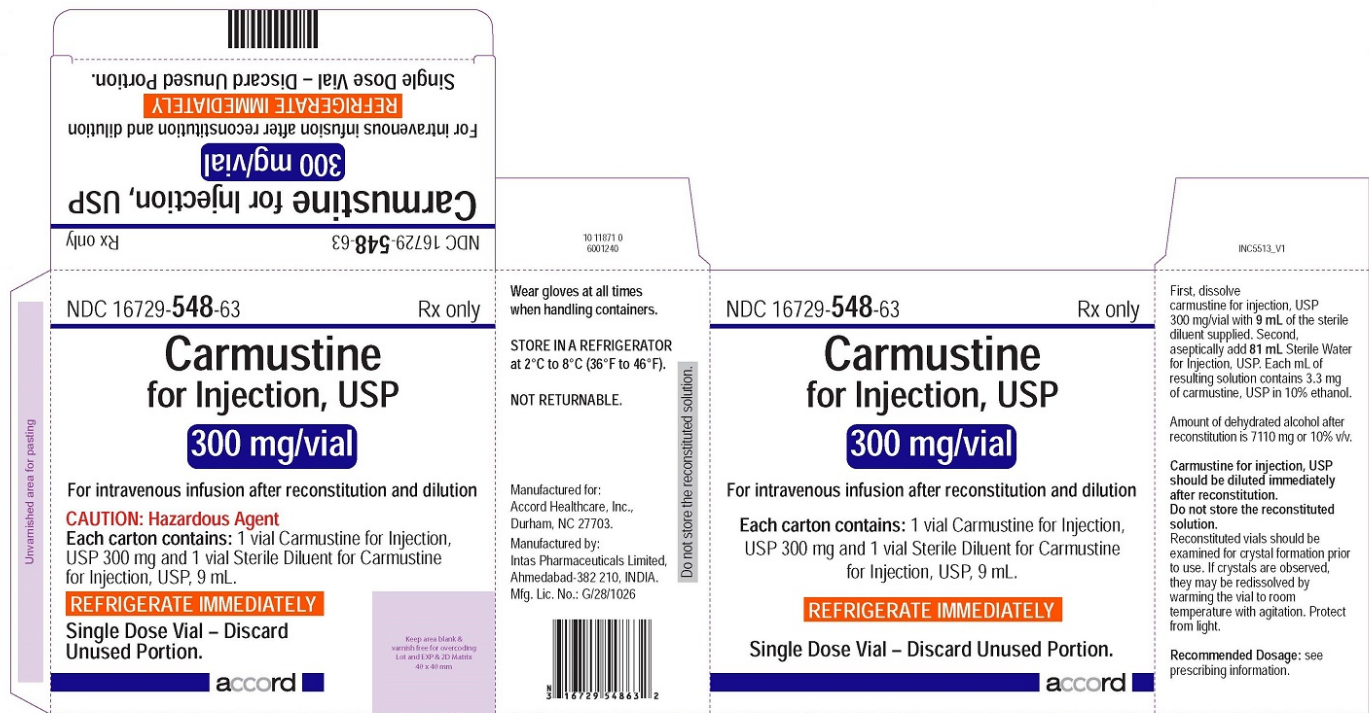 Single Dose Vial – Discard Unused Portion.
REFRIGERATE IMMEDIATELY
For intravenous infusion after reconstitution and dilution
300 mg/vial
Carmustine for Injection, USP
NDC 16729-548-63
Rx only
Unvarnished area for pasting
NDC 16729-548-63
Rx only
Carmustine
for Injection, USP
300 mg/vial
For intravenous infusion after reconstitution and dilution
CAUTION: Hazardous Agent
Each carton contains: 1 vial Carmustine for Injection,
USP 300 mg and 1 vial Sterile Diluent for Carmustine
for Injection, USP, 9 mL.
REFRIGERATE IMMEDIATELY
Single Dose Vial – Discard
Unused Portion.
accord
Keep area blank &
varnish free for overcoding
Lot and EXP & 2D Matrix
40 x 40 mm
10 11871 0
6001240
Wear gloves at all times
when handling containers.
STORE IN A REFRIGERATOR
at 2°C to 8°C (36°F to 46°F).
NOT RETURNABLE.
Manufactured for:
Accord Healthcare, Inc.,
Durham, NC 27703.
Manufactured by:
Intas Pharmaceuticals Limited,
Ahmedabad-382 210, INDIA.
Mfg. Lic. No.: G/28/1026
N
3 16729 54863 2
Do not store the reconstituted solution.
NDC 16729-548-63
Rx only
Carmustine
for Injection, USP
300 mg/vial
For intravenous infusion after reconstitution and dilution
Each carton contains: 1 vial Carmustine for Injection,
USP 300 mg and 1 vial Sterile Diluent for Carmustine
for Injection, USP, 9 mL.
REFRIGERATE IMMEDIATELY
Single Dose Vial – Discard Unused Portion.
accord
INC5513_V1
First, dissolve
carmustine for injection, USP
300 mg/vial with 9 mL of the sterile
diluent supplied. Second,
aseptically add 81 mL Sterile Water
for Injection, USP. Each mL of
resulting solution contains 3.3 mg
of carmustine, USP in 10% ethanol.
Amount of dehydrated alcohol after
reconstitution is 7110 mg or 10% v/v.
Carmustine for injection, USP
should be diluted immediately
after reconstitution.
Do not store the reconstituted
solution.
Reconstituted vials should be
examined for crystal formation prior
to use. If crystals are observed,
they may be redissolved by
warming the vial to room
temperature with agitation. Protect
from light.
Recommended Dosage: see
prescribing information.